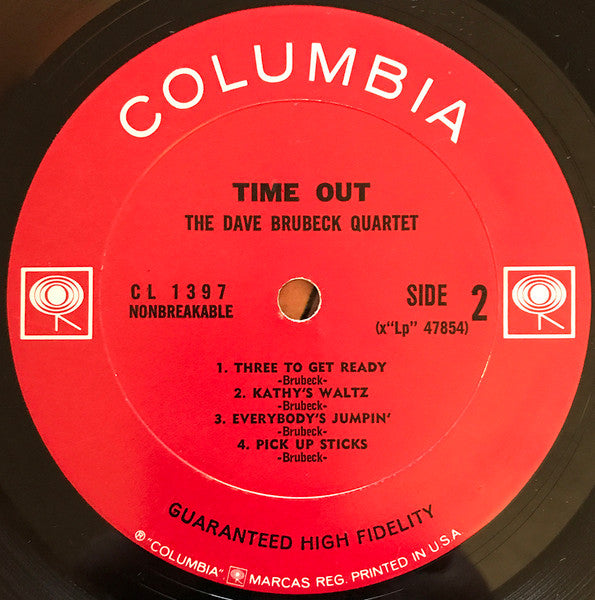 COLUMBIA
TIME OUT
THE DAVE BRUBECK QUARTET
CL 1397
NONBREAKABLE
SIDE 2
(x"Lp" 47854)
1. THREE TO GET READY
-Brubeck-
2. KATHY'S WALTZ
-Brubeck-
3. EVERYBODY'S JUMPIN'
-Brubeck-
4. PICK UP STICKS
-Brubeck-
GUARANTEED HIGH FIDELITY
® "COLUMBIA" MARCAS REG. PRINTED IN U.S.A.